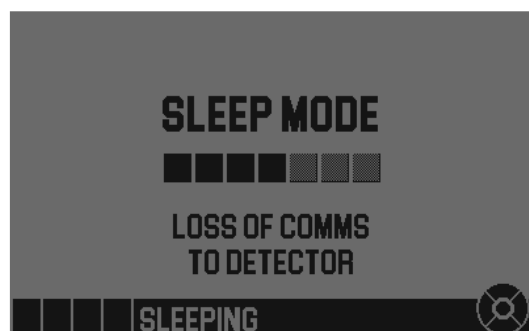 SLEEP MODE
LOSS OF COMMS
TO DETECTOR
SLEEPING